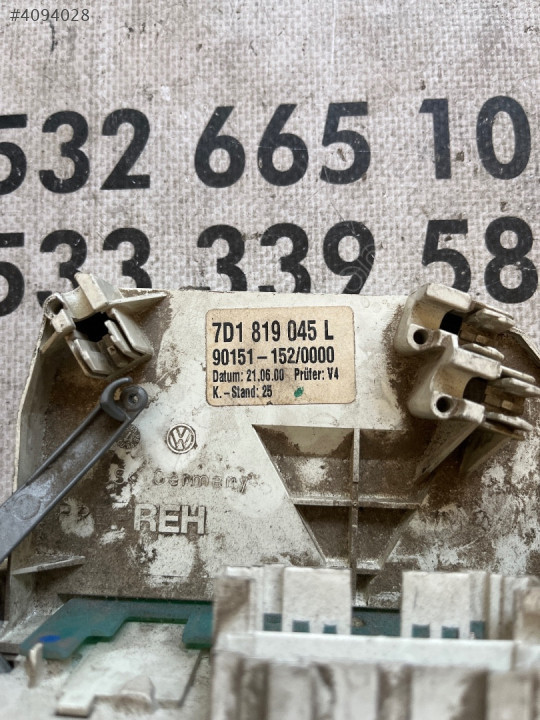 #4094028
532 665 10
533 339 58
7D1 819 045 L
90151-152/0000
Datum: 21.06.00 Prüfer: V4
K.-Stand: 25
Germany
REH